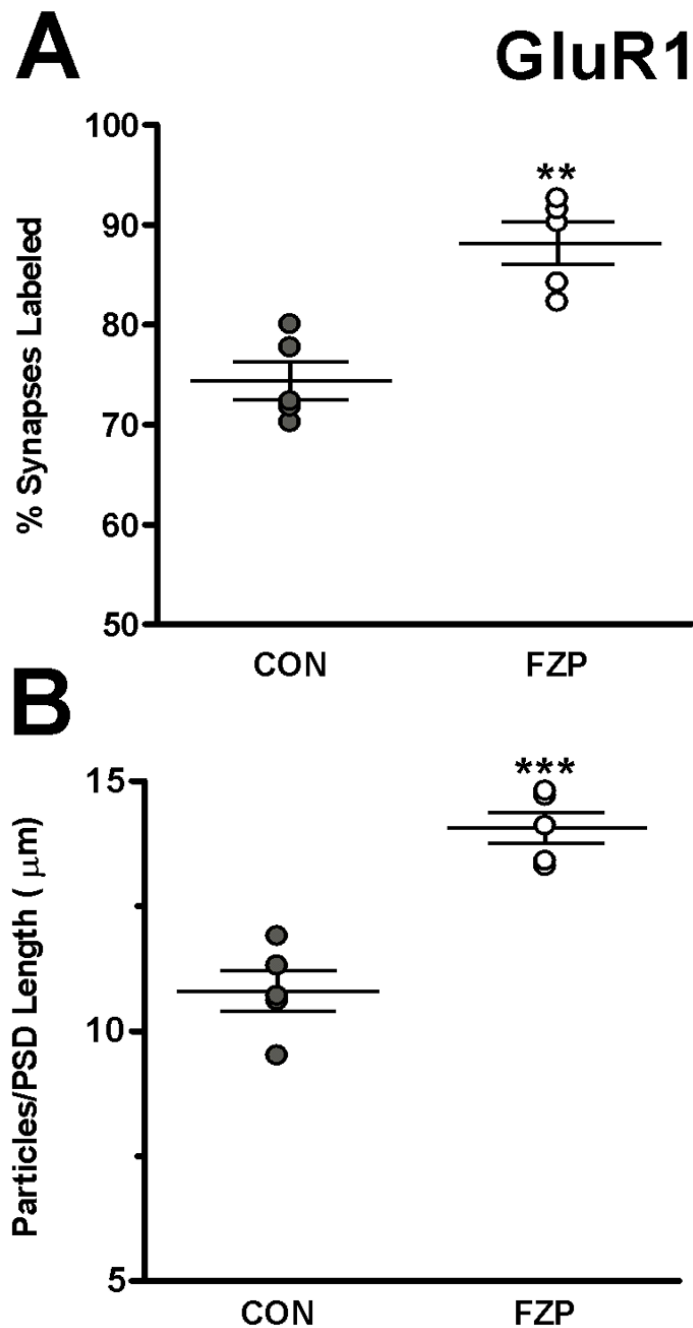 A
GluR1
100
**
90
80
70
60
50
% Synapses Labeled
CON
FZP
B
15
***
10
5
Particles/PSD Length ( μm)
CON
FZP